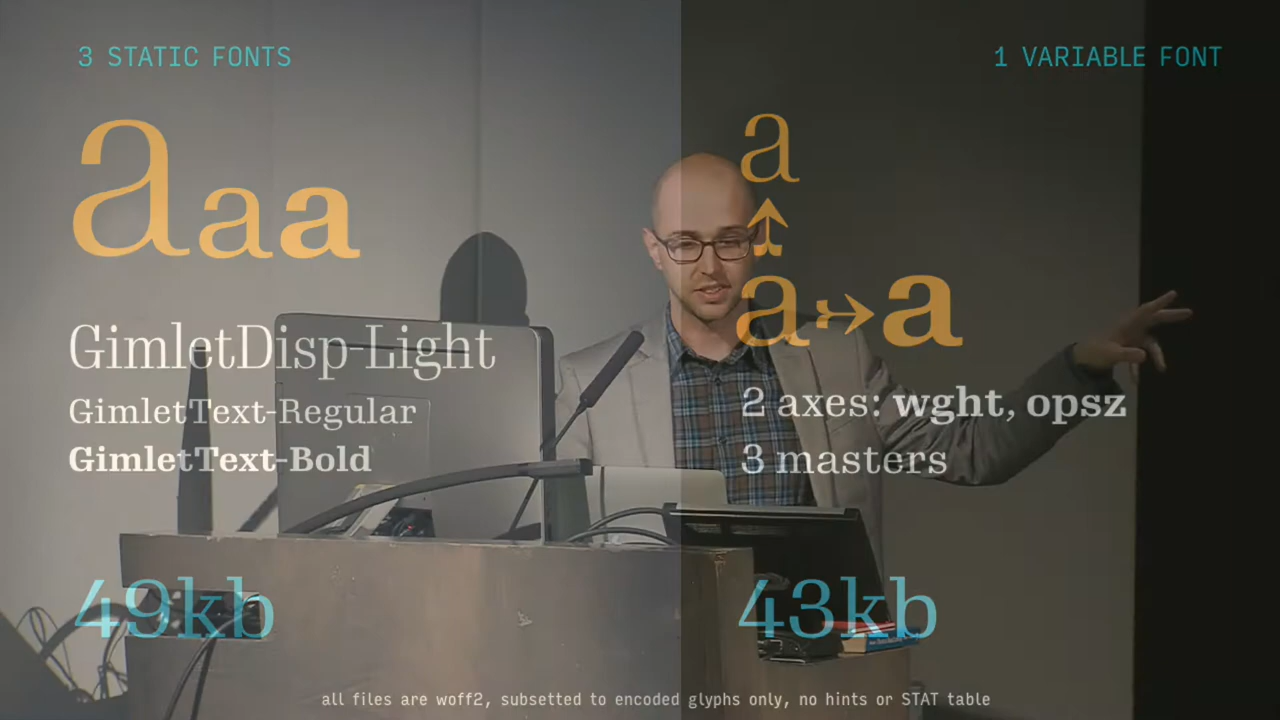 3 STATIC FONTS
a a a
GimletDisp-Light
GimletText-Regular
GimletText-Bold
49kb
1 VARIABLE FONT
a
↑
a ↔ a
2 axes: wght, opsz
3 masters
43kb
all files are woff2, subsetted to encoded glyphs only, no hints or STAT table